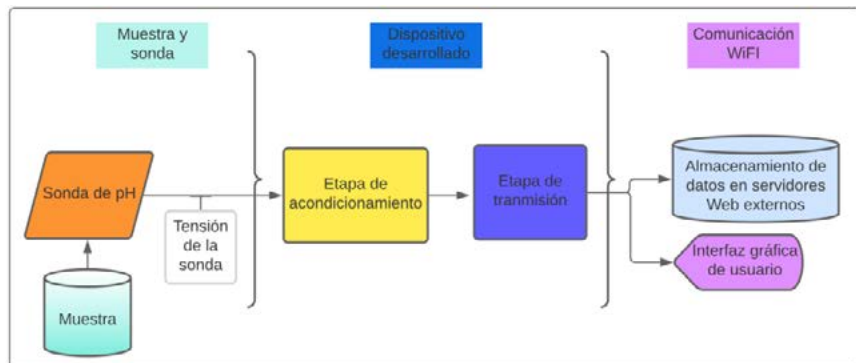 Muestra y
sonda
Dispositivo
desarrollado
Comunicación
WiFI
Sonda de pH
Muestra
Tensión
de la
sonda
Etapa de
acondicionamiento
Etapa de
tranmisión
Almacenamiento de
datos en servidores
Web externos
Interfaz gráfica
de usuario